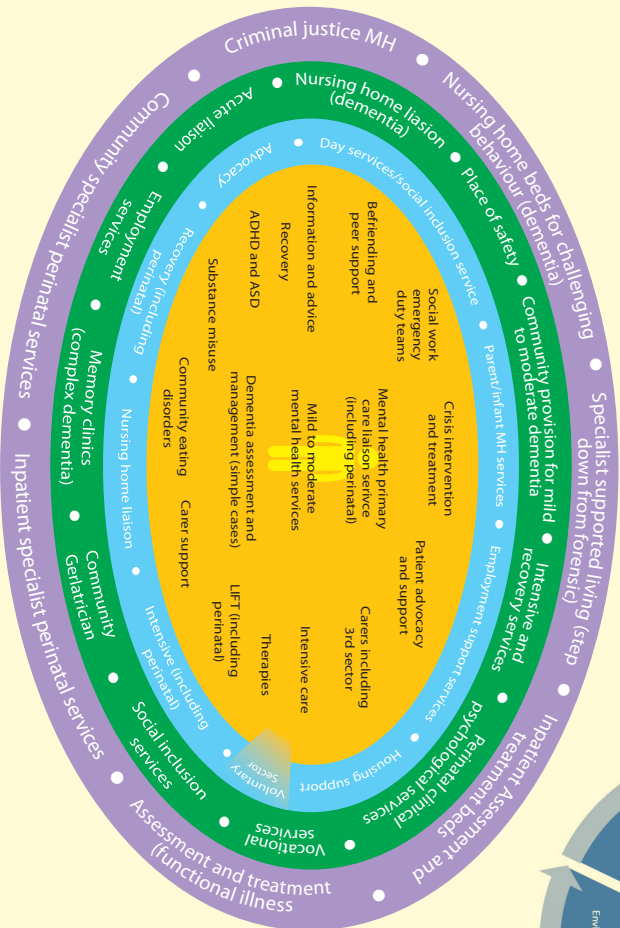 Criminal justice MH
Nursing home beds for challenging
behaviour (dementia)
Specialist supported living (step
down from forensic)
Inpatient Assesment and
treatment beds
Assessment and treatment
(functional illness
Inpatient specialist perinatal services
Community specialist perinatal services
Nursing home liasion
(dementia)
Place of safety
Community provision for mild
to moderate dementia
Intensive and
recovery services
Perinatal clinical
psychological services
Vocational
services
Social inclusion
services
Community
Gerlatrician
Memory clinics
(complex dementia)
Employment
services
Acute liaison
Advocacy
Day services/social inclusion service
Parent/infant MH services
Employment support services
Housing support
Voluntary
Sector
Intensive (including
perinatal)
Nursing home liaison
Recovery (including
perinatal)
Social work
emergency
duty teams
Crisis intervention
and treatment
Patient advocacy
and support
Befriending and
peer support
Mental health primary
care liaison serivce
(including perinatal)
Carers including
3rd sector
Information and advice
Mild to moderate
mental health services
Intensive care
Recovery
ADHD and ASD
Dementia assessment and
management (simple cases)
Therapies
LIFT (including
perinatal)
Substance misuse
Community eating
disorders
Carer support
Envi